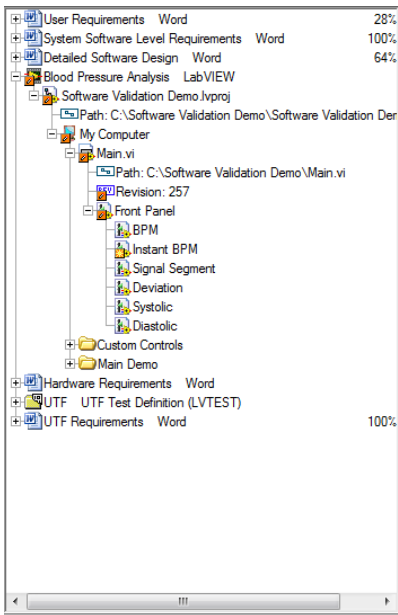 User Requirements Word 28%
System Software Level Requirements Word 100%
Detailed Software Design Word 64%
Blood Pressure Analysis LabVIEW
Software Validation Demo.lvproj
Path: C:\Software Validation Demo\Software Validation Der
My Computer
Main.vi
Path: C:\Software Validation Demo\Main.vi
REV Revision: 257
Front Panel
BPM
Instant BPM
Signal Segment
Deviation
Systolic
Diastolic
Custom Controls
Main Demo
Hardware Requirements Word
UTF UTF Test Definition (LVTEST)
UTF Requirements Word 100%